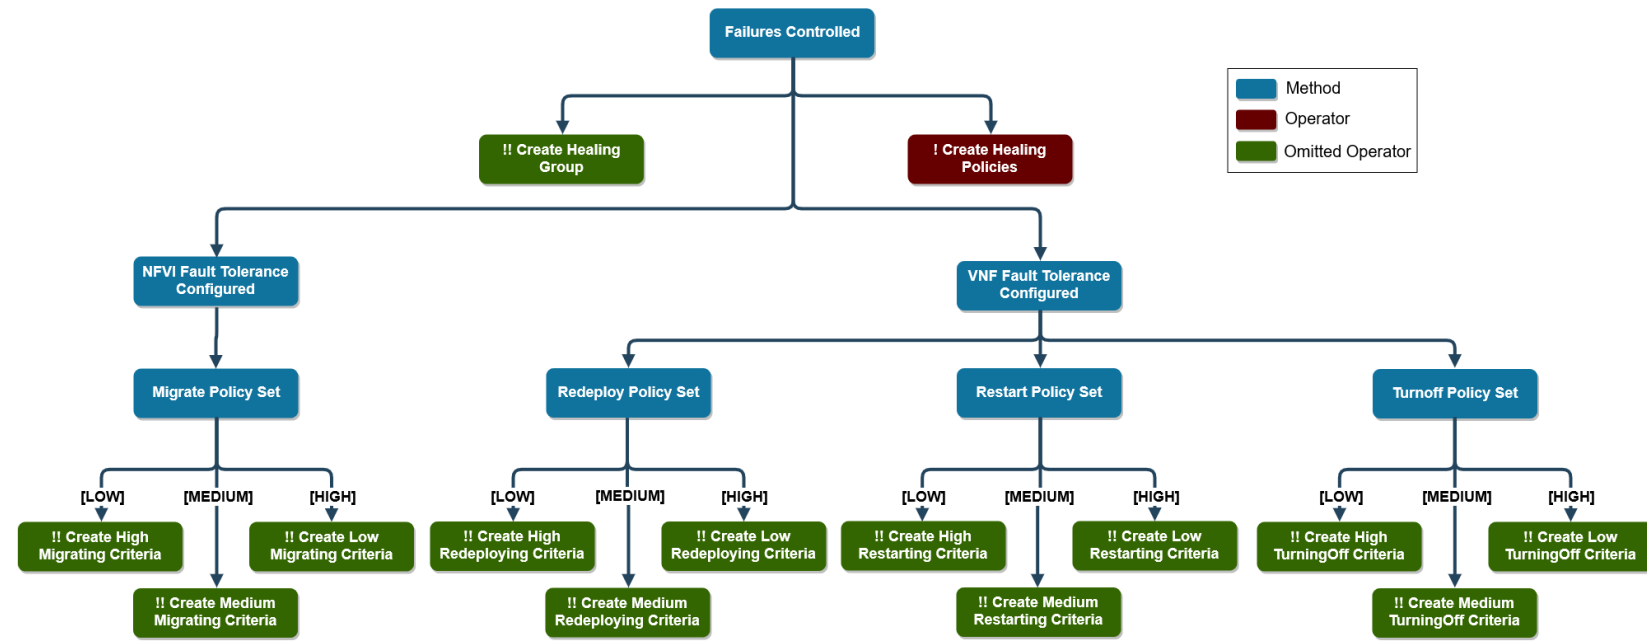 Failures Controlled
Method
Operator
Omitted Operator
!! Create Healing
Group
! Create Healing
Policies
NFVI Fault Tolerance
Configured
VNF Fault Tolerance
Configured
Migrate Policy Set
Redeploy Policy Set
Restart Policy Set
Turnoff Policy Set
[LOW]
[MEDIUM]
[HIGH]
[LOW]
[MEDIUM]
[HIGH]
[LOW]
[MEDIUM]
[HIGH]
[LOW]
[MEDIUM]
[HIGH]
!! Create High
Migrating Criteria
!! Create Low
Migrating Criteria
!! Create High
Redeploying Criteria
!! Create Low
Redeploying Criteria
!! Create High
Restarting Criteria
!! Create Low
Restarting Criteria
!! Create High
TurningOff Criteria
!! Create Low
TurningOff Criteria
!! Create Medium
Migrating Criteria
!! Create Medium
Redeploying Criteria
!! Create Medium
Restarting Criteria
!! Create Medium
TurningOff Criteria